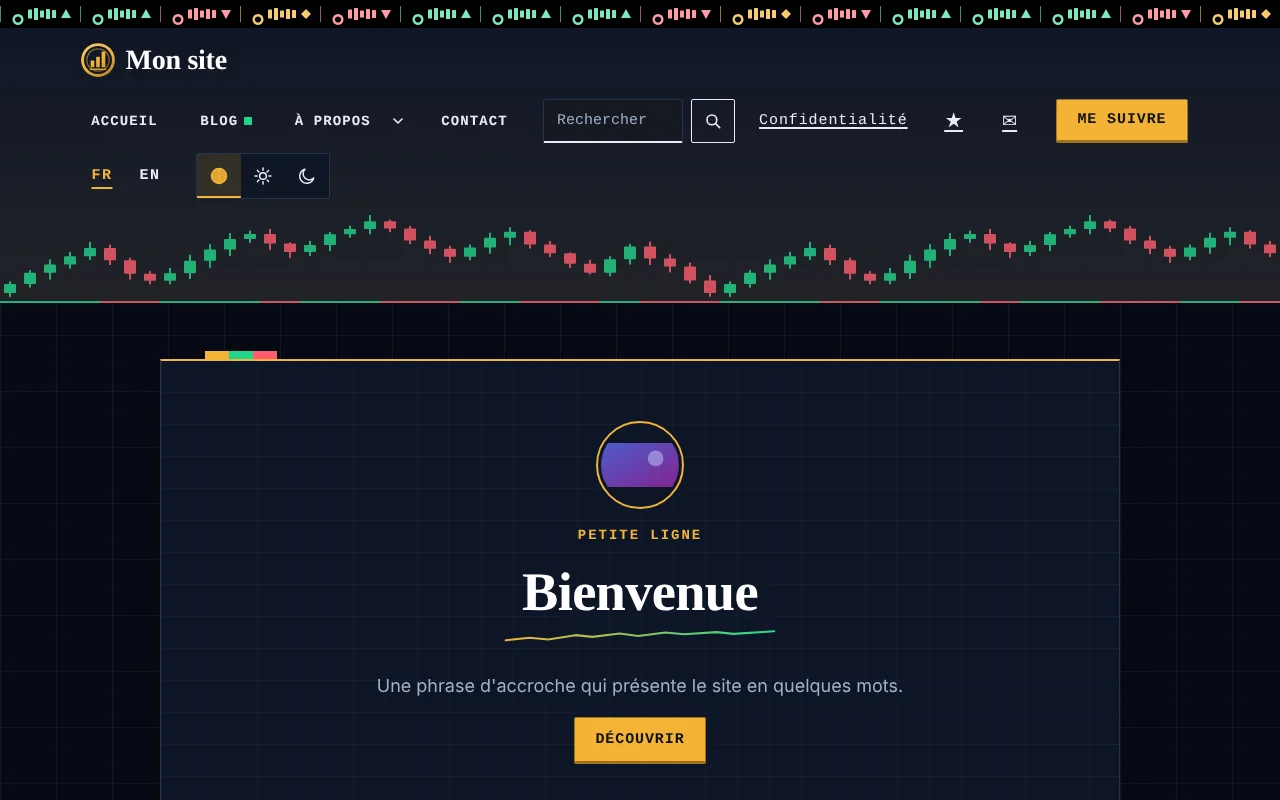 Mon site
ACCUEIL BLOG À PROPOS CONTACT Rechercher Confidentialité ★ ✉ ME SUIVRE
FR EN
PETITE LIGNE
Bienvenue
Une phrase d'accroche qui présente le site en quelques mots.
DÉCOUVRIR